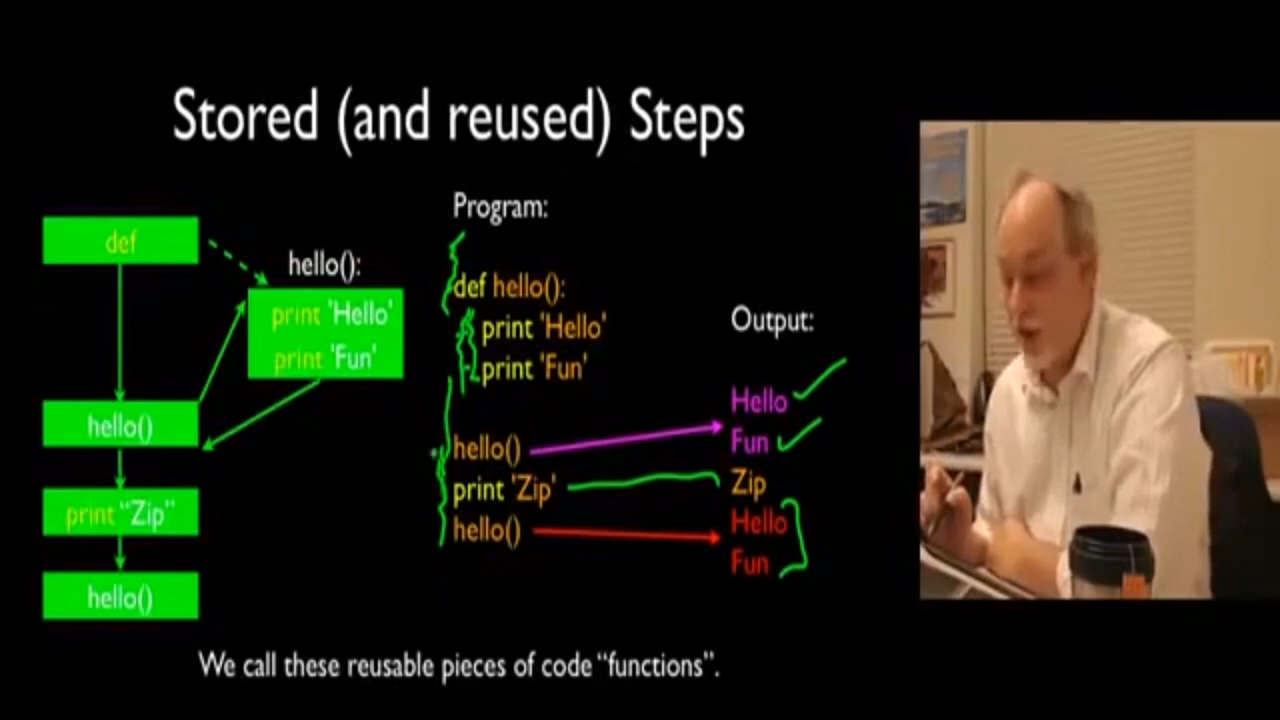 Stored (and reused) Steps
def
hello():
print 'Hello'
print 'Fun'
hello()
print “Zip”
hello()
Program:
def hello():
print 'Hello'
print 'Fun'
hello()
print 'Zip'
hello()
Output:
Hello
Fun
Zip
Hello
Fun
We call these reusable pieces of code “functions”.